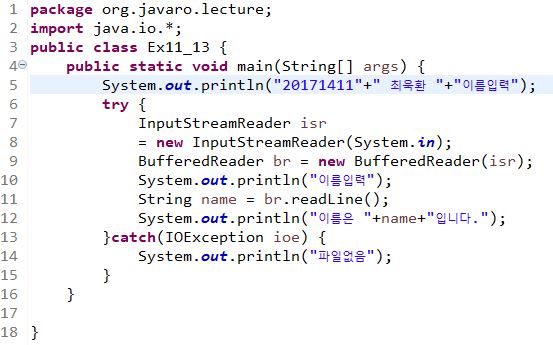 1 package org.javaro.lecture;
2 import java.io.*;
3 public class Ex11_13 {
4     public static void main(String[] args) {
5         System.out.println("20171411"+" 최욱환 "+"이름입력");
6         try {
7             InputStreamReader isr
8             = new InputStreamReader(System.in);
9             BufferedReader br = new BufferedReader(isr);
10             System.out.println("이름입력");
11             String name = br.readLine();
12             System.out.println("이름은 "+name+"입니다.");
13         }catch(IOException ioe) {
14             System.out.println("파일없음");
15         }
16     }
17
18 }